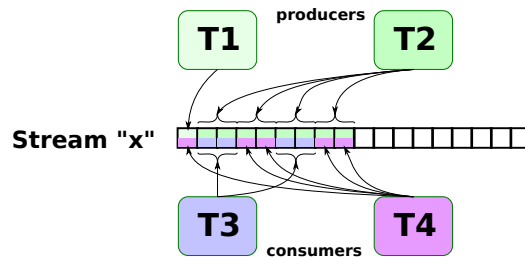 producers
T1 T2
Stream "x"
T3 T4
consumers